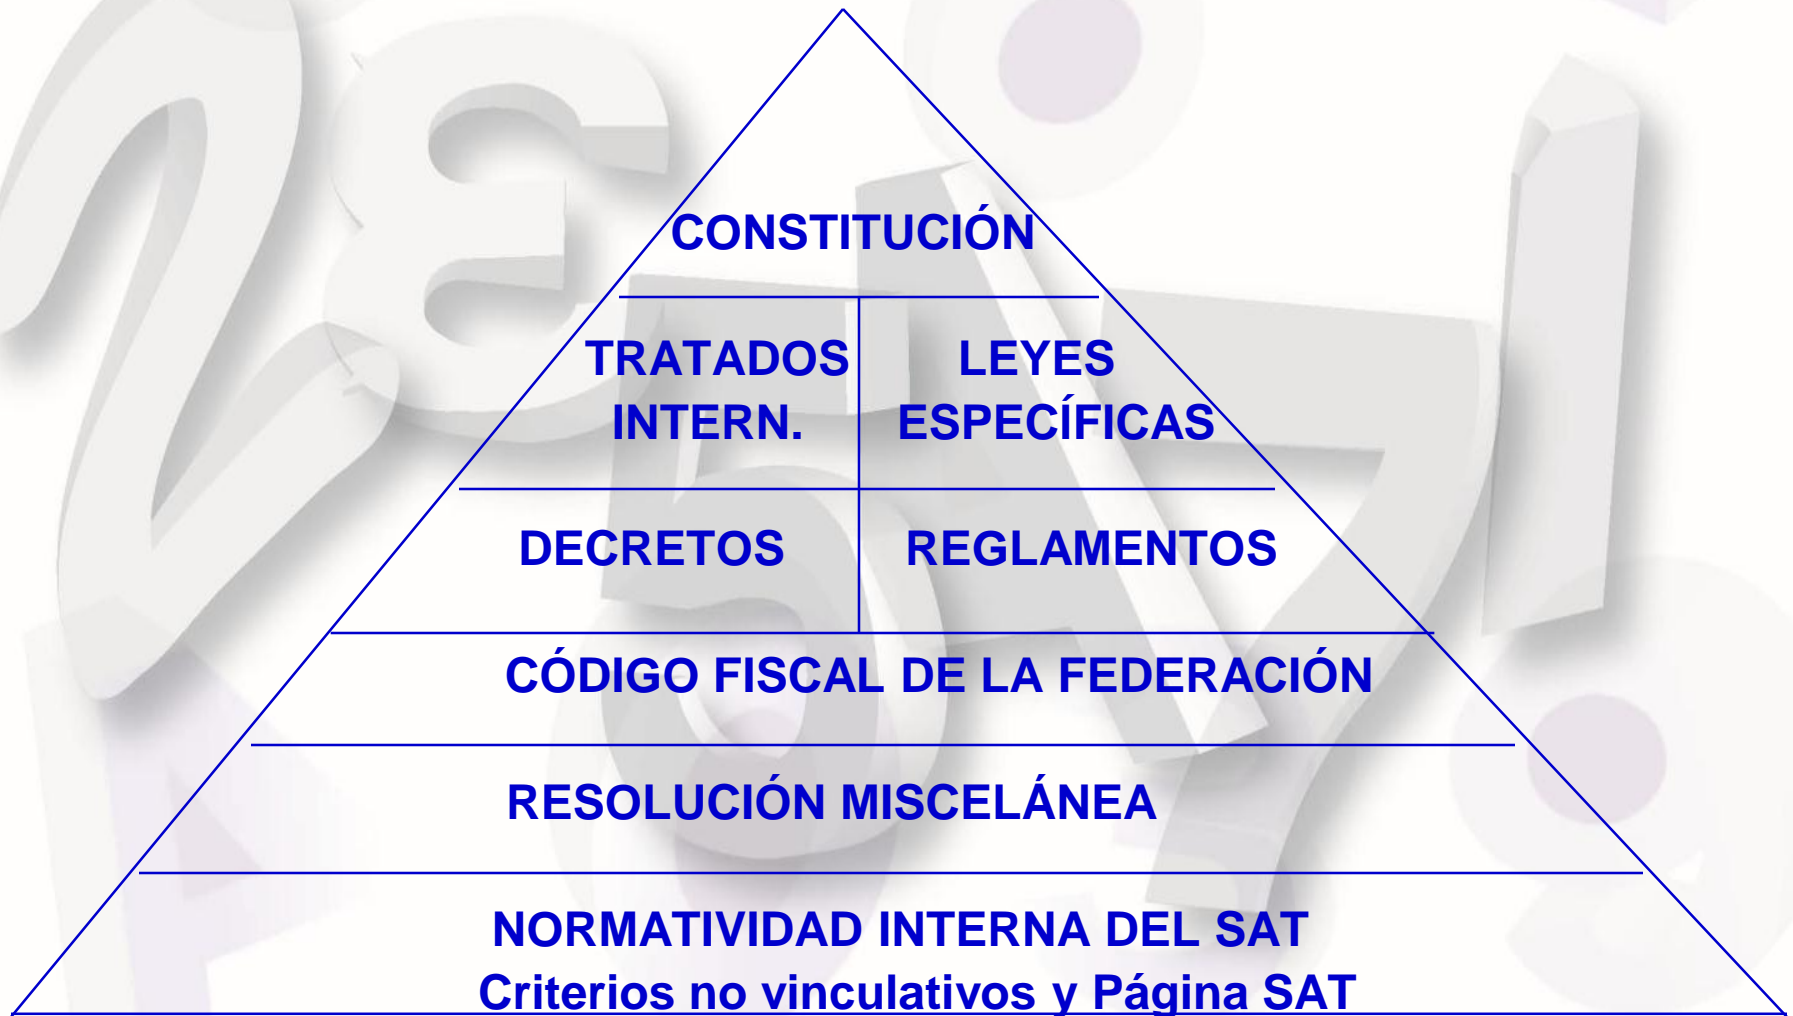 CONSTITUCIÓN
TRATADOS
INTERN.
LEYES
ESPECÍFICAS
DECRETOS
REGLAMENTOS
CÓDIGO FISCAL DE LA FEDERACIÓN
RESOLUCIÓN MISCELÁNEA
NORMATIVIDAD INTERNA DEL SAT
Criterios no vinculativos y Página SAT